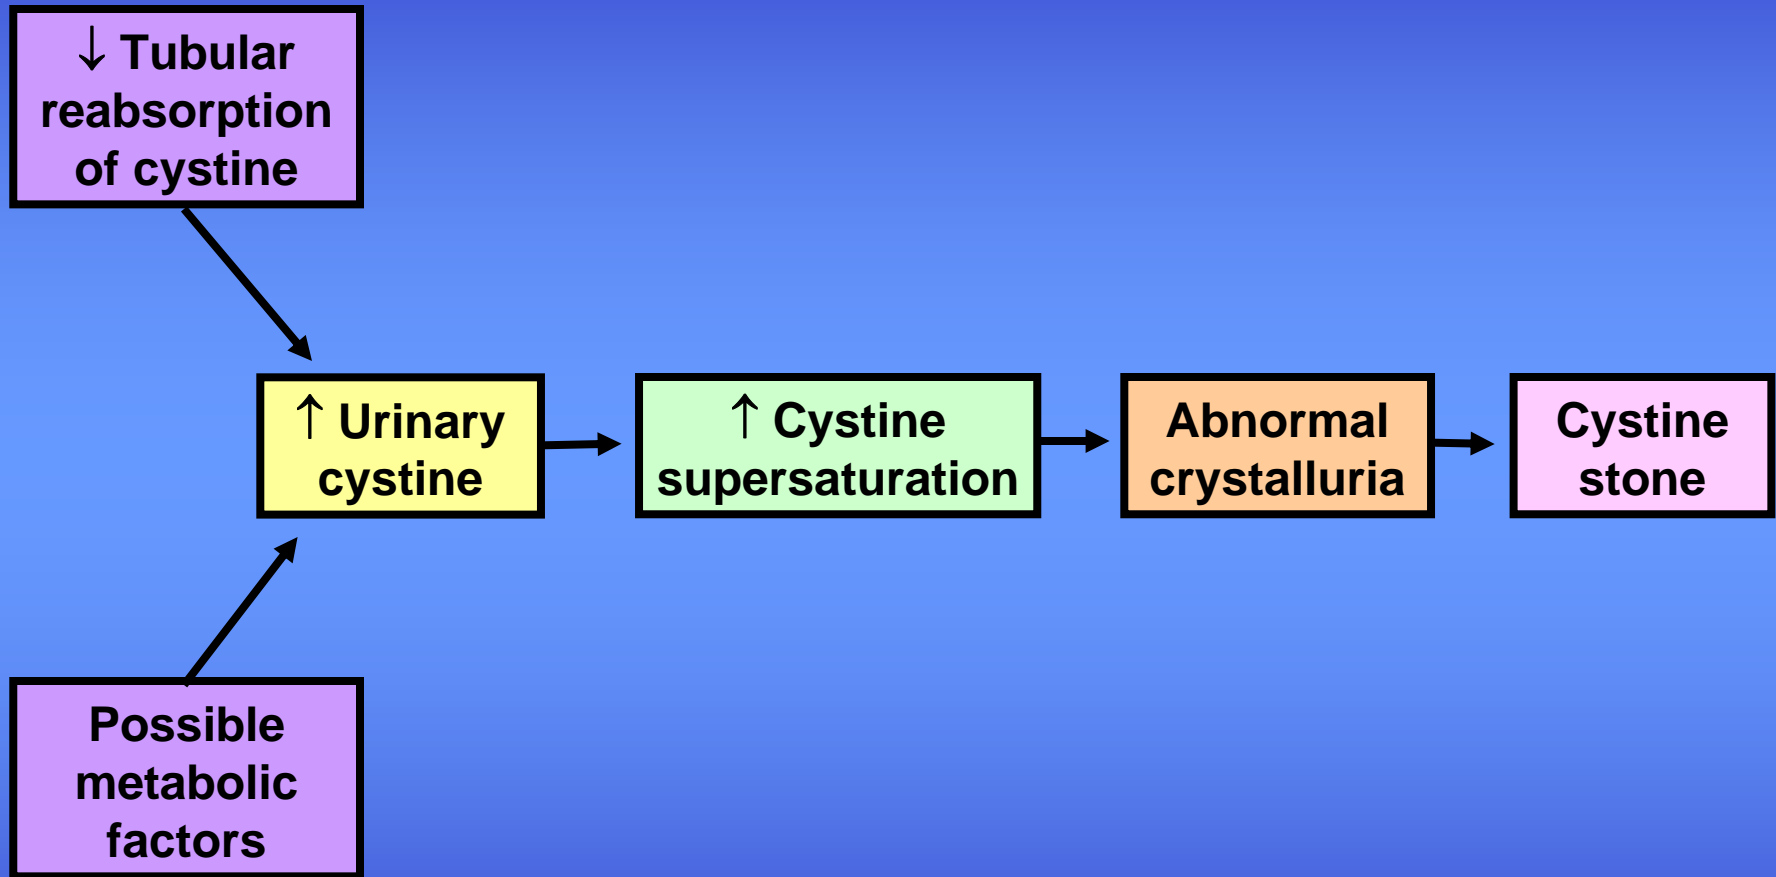 ↓ Tubular
reabsorption
of cystine
↑ Urinary
cystine
↑ Cystine
supersaturation
Abnormal
crystalluria
Cystine
stone
Possible
metabolic
factors